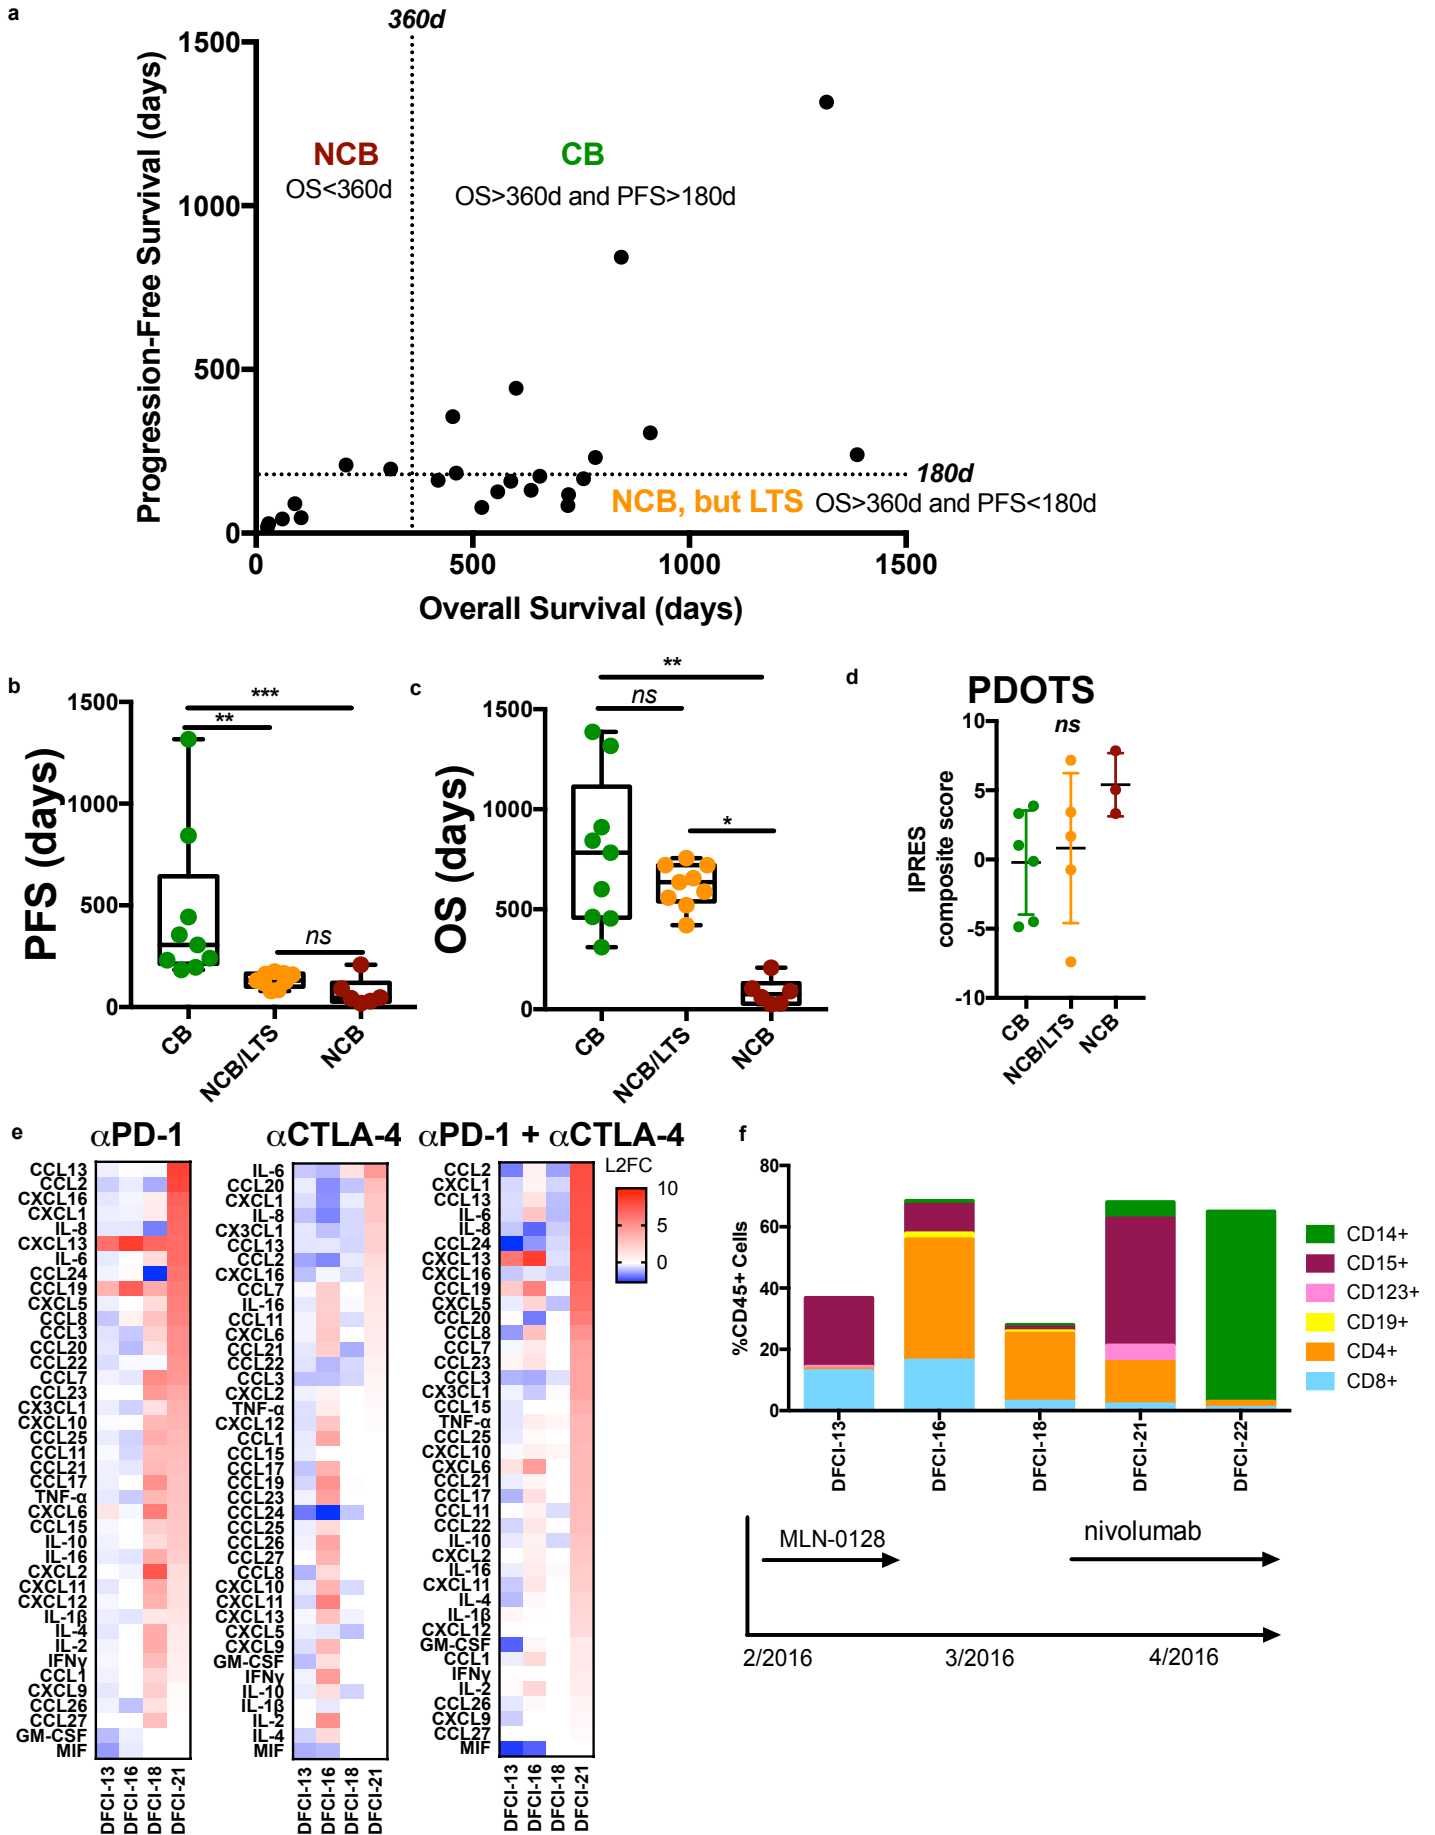 a
360d
1500
1000
500
0
Progression-Free Survival (days)
NCB
OS<360d
CB
OS>360d and PFS>180d
180d
NCB, but LTS OS>360d and PFS<180d
0 500 1000 1500
Overall Survival (days)
b
1500
1000
500
0
PFS (days)
***
**
ns
CB
NCB/LTS
NCB
c
1500
1000
500
0
OS (days)
**
ns
*
CB
NCB/LTS
NCB
d
PDOTS
ns
10
5
0
-5
-10
IPRES
composite score
CB
NCB/LTS
NCB
e
αPD-1
CCL13
CCL2
CXCL16
CXCL1
IL-8
CXCL13
IL-6
CCL24
CCL19
CXCL5
CCL8
CCL3
CCL20
CCL22
CCL7
CCL23
CX3CL1
CXCL10
CCL25
CCL11
CCL21
CCL17
TNF-α
CXCL6
CCL15
IL-10
IL-16
CXCL2
CXCL11
CXCL12
IL-1β
IL-4
IL-2
IFNγ
CCL1
CXCL9
CCL26
CCL27
GM-CSF
MIF
DFCI-13
DFCI-16
DFCI-18
DFCI-21
αCTLA-4
IL-6
CCL20
CXCL1
IL-8
CX3CL1
CCL13
CCL2
CXCL16
CCL7
IL-16
CCL11
CXCL6
CCL21
CCL22
CCL3
CXCL2
TNF-α
CXCL12
CCL1
CCL15
CCL17
CCL19
CCL23
CCL24
CCL25
CCL26
CCL27
CCL8
CXCL10
CXCL11
CXCL13
CXCL5
CXCL9
GM-CSF
IFNγ
IL-10
IL-1β
IL-2
IL-4
MIF
DFCI-13
DFCI-16
DFCI-18
DFCI-21
αPD-1 + αCTLA-4
CCL2
CXCL1
CCL13
IL-6
IL-8
CCL24
CXCL13
CXCL16
CCL19
CXCL5
CCL20
CCL8
CCL7
CCL23
CCL3
CX3CL1
CCL15
TNF-α
CCL25
CXCL10
CXCL6
CCL21
CCL17
CCL11
CCL22
IL-10
CXCL2
IL-16
CXCL11
IL-4
IL-1β
CXCL12
GM-CSF
CCL1
IFNγ
IL-2
CCL26
CXCL9
CCL27
MIF
DFCI-13
DFCI-16
DFCI-18
DFCI-21
L2FC
10
5
0
f
80
60
40
20
0
%CD45+ Cells
DFCI-13
DFCI-16
DFCI-18
DFCI-21
DFCI-22
CD14+
CD15+
CD123+
CD19+
CD4+
CD8+
MLN-0128
nivolumab
2/2016
3/2016
4/2016